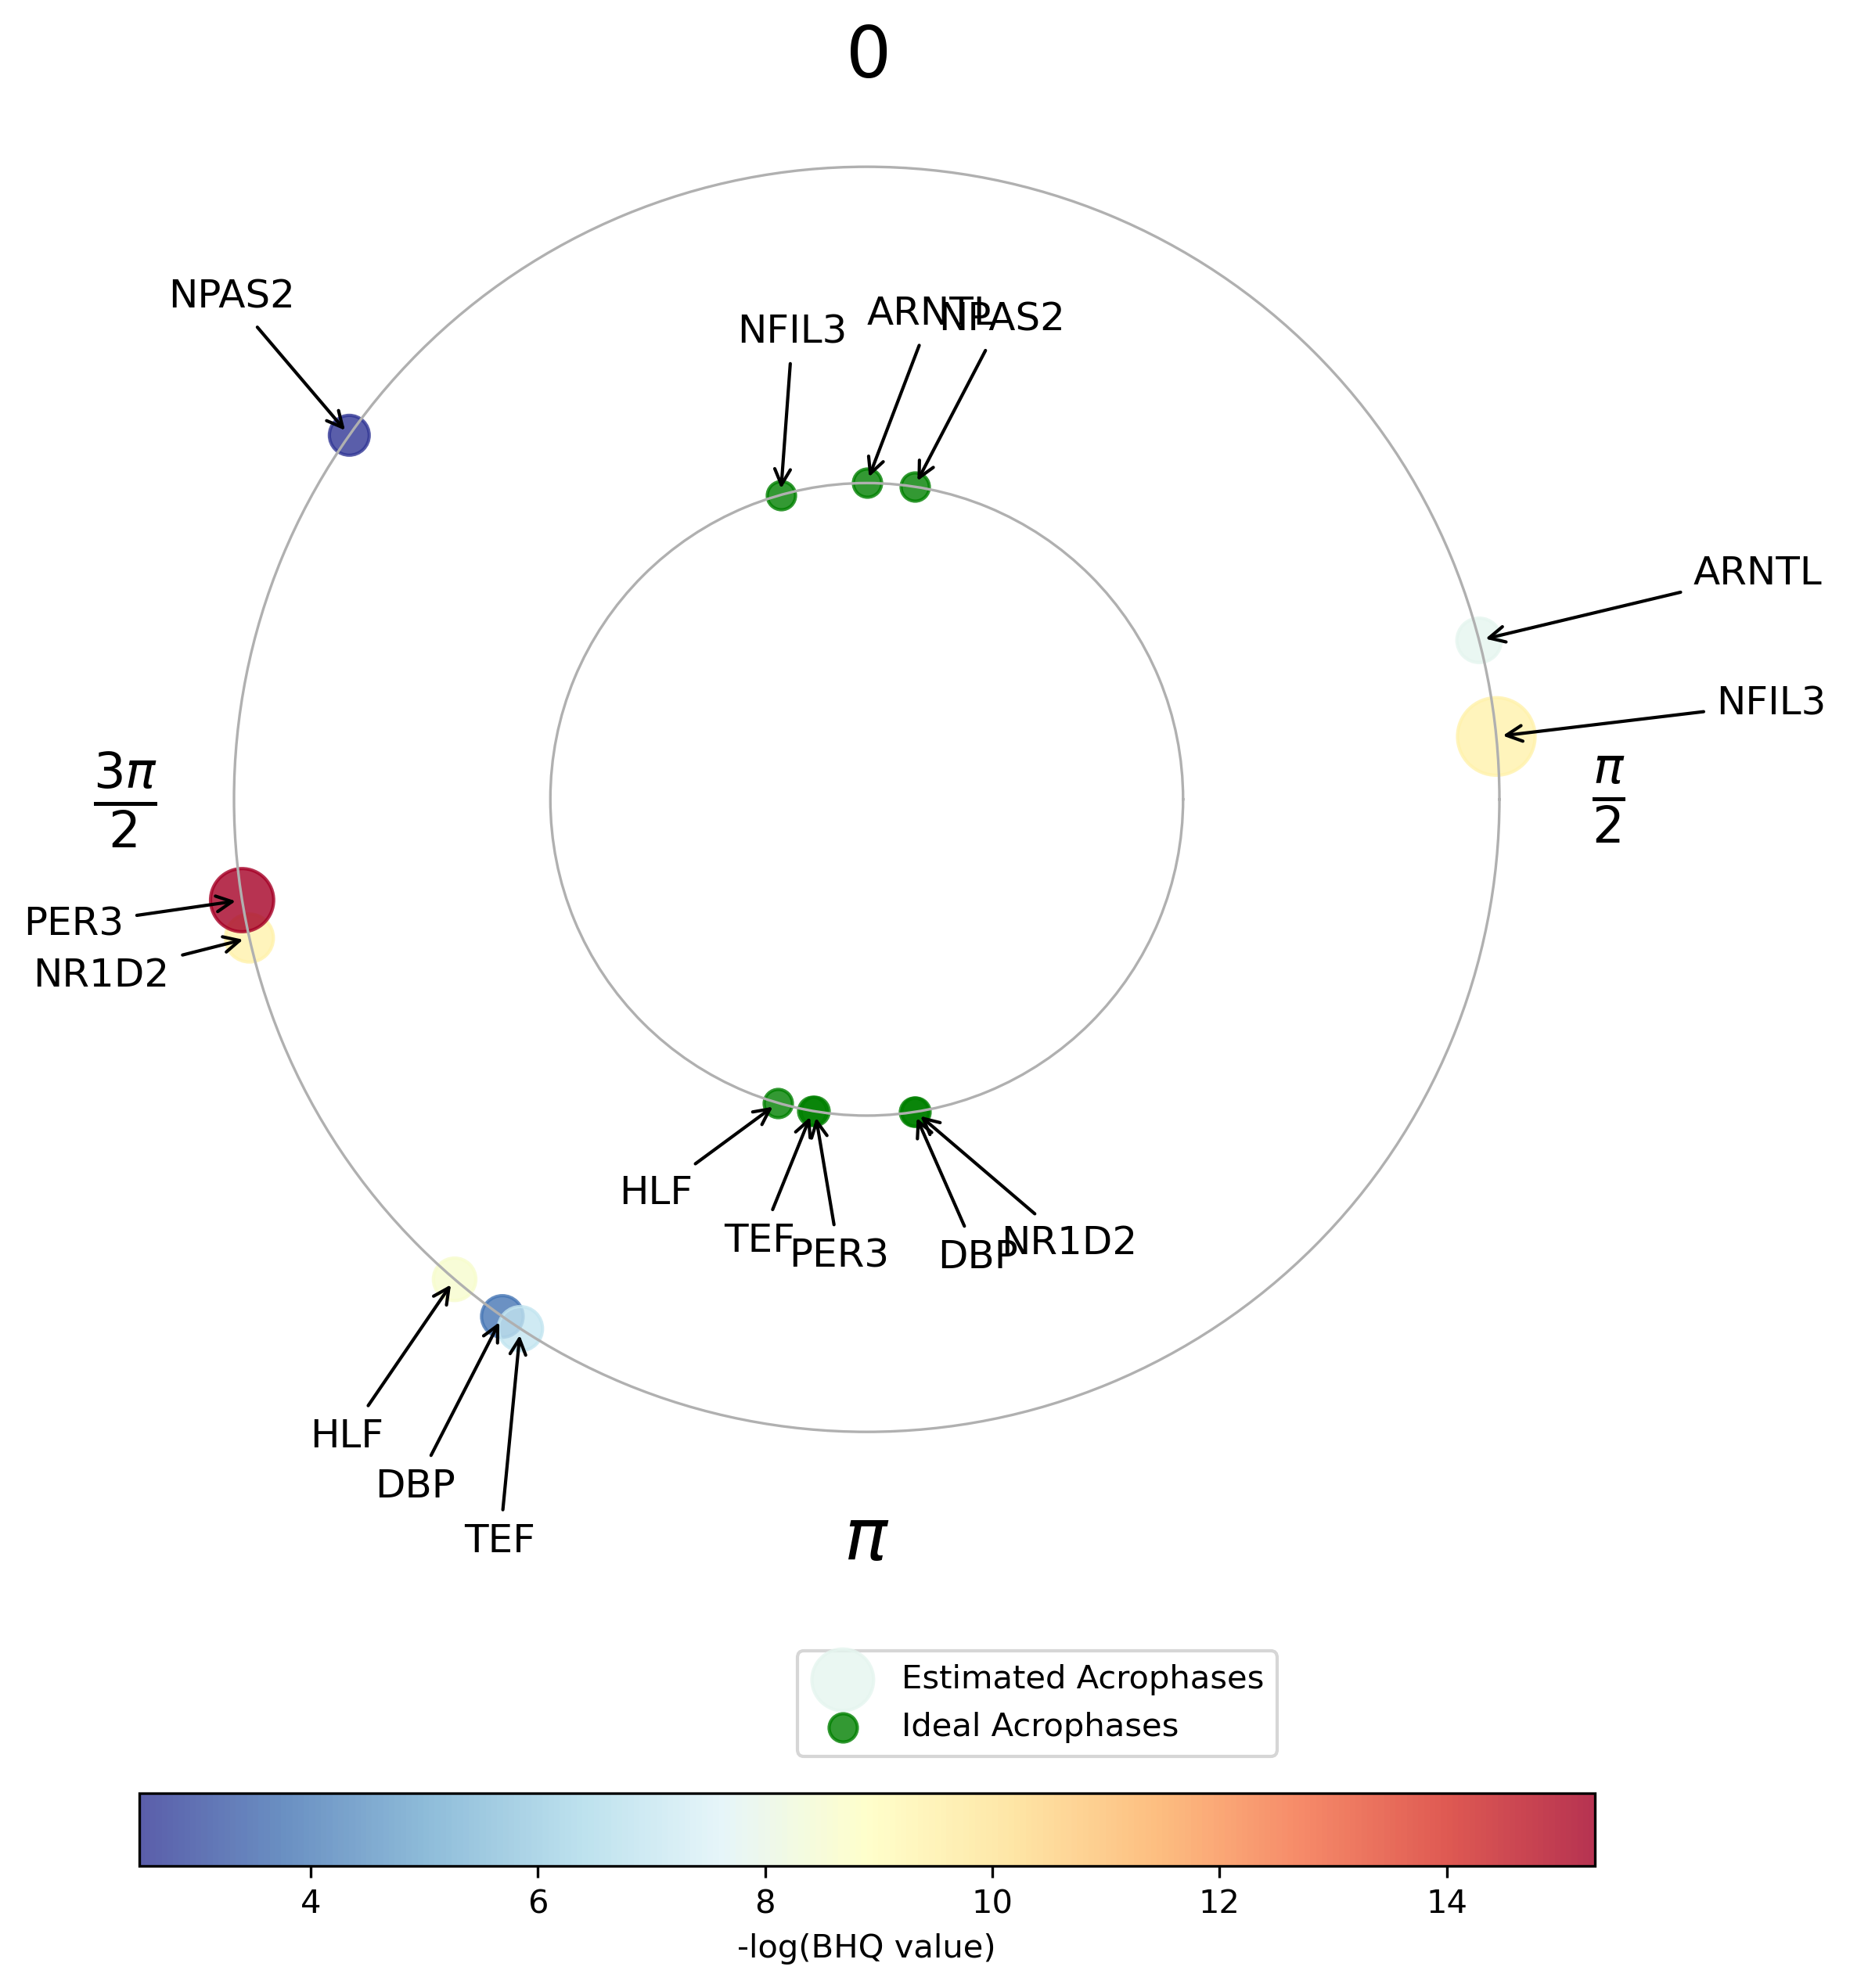 0
NPAS2
NFIL3
ARNTL
NPAS2
ARNTL
NFIL3
3π
2
π
2
PER3
NR1D2
HLF
TEF
PER3
DBP
NR1D2
HLF
DBP
TEF
π
Estimated Acrophases
Ideal Acrophases
4 6 8 10 12 14
-log(BHQ value)